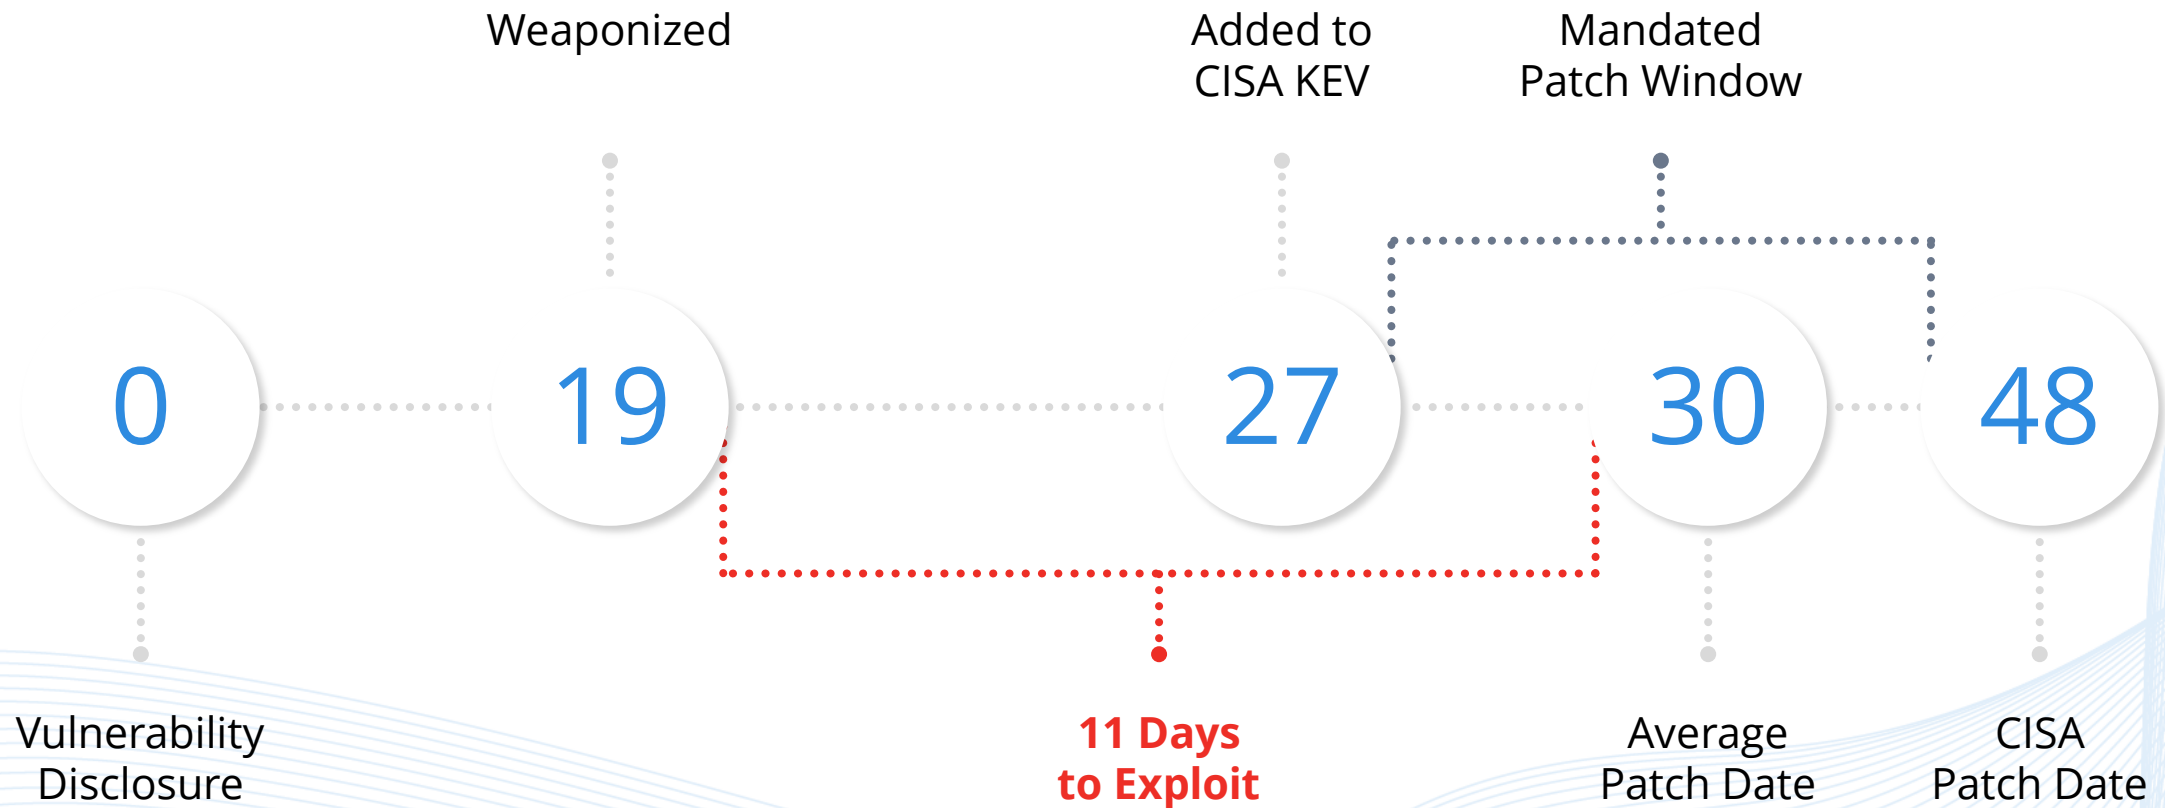 Weaponized
Added to
CISA KEV
Mandated
Patch Window
0
19
27
30
48
Vulnerability
Disclosure
11 Days
to Exploit
Average
Patch Date
CISA
Patch Date